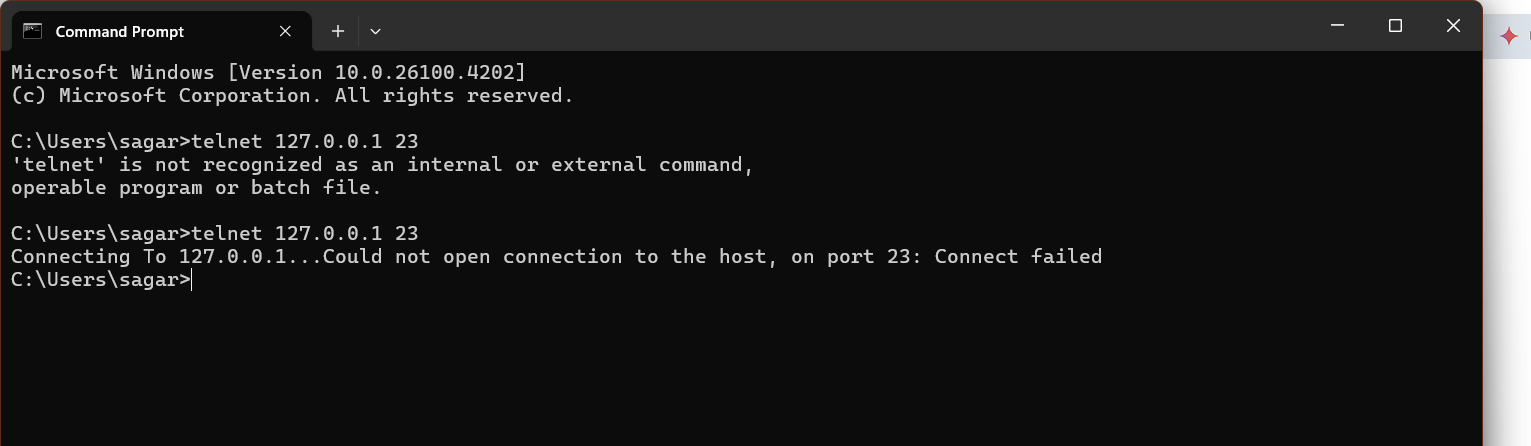 Command Prompt
Microsoft Windows [Version 10.0.26100.4202]
(c) Microsoft Corporation. All rights reserved.
C:\Users\sagar>telnet 127.0.0.1 23
'telnet' is not recognized as an internal or external command,
operable program or batch file.
C:\Users\sagar>telnet 127.0.0.1 23
Connecting To 127.0.0.1...Could not open connection to the host, on port 23: Connect failed
C:\Users\sagar>